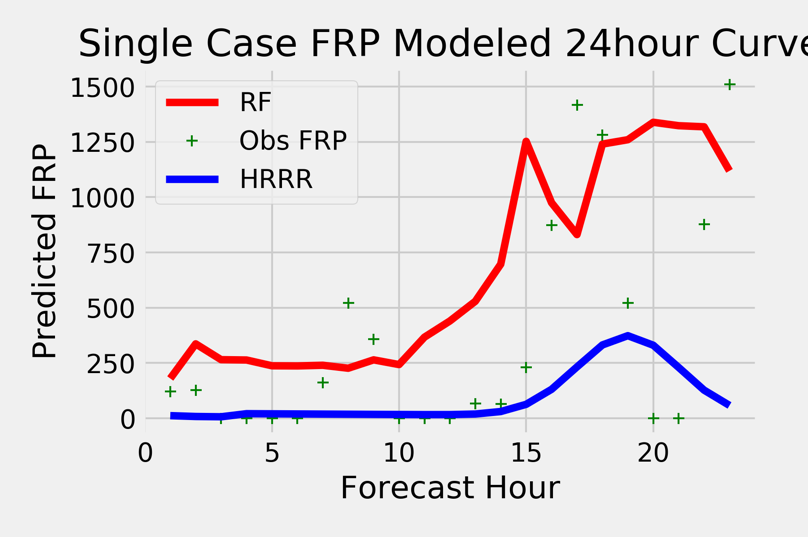 Single Case FRP Modeled 24hour Curve
1500
1250
1000
750
500
250
0
RF
Obs FRP
HRRR
Predicted FRP
0 5 10 15 20
Forecast Hour